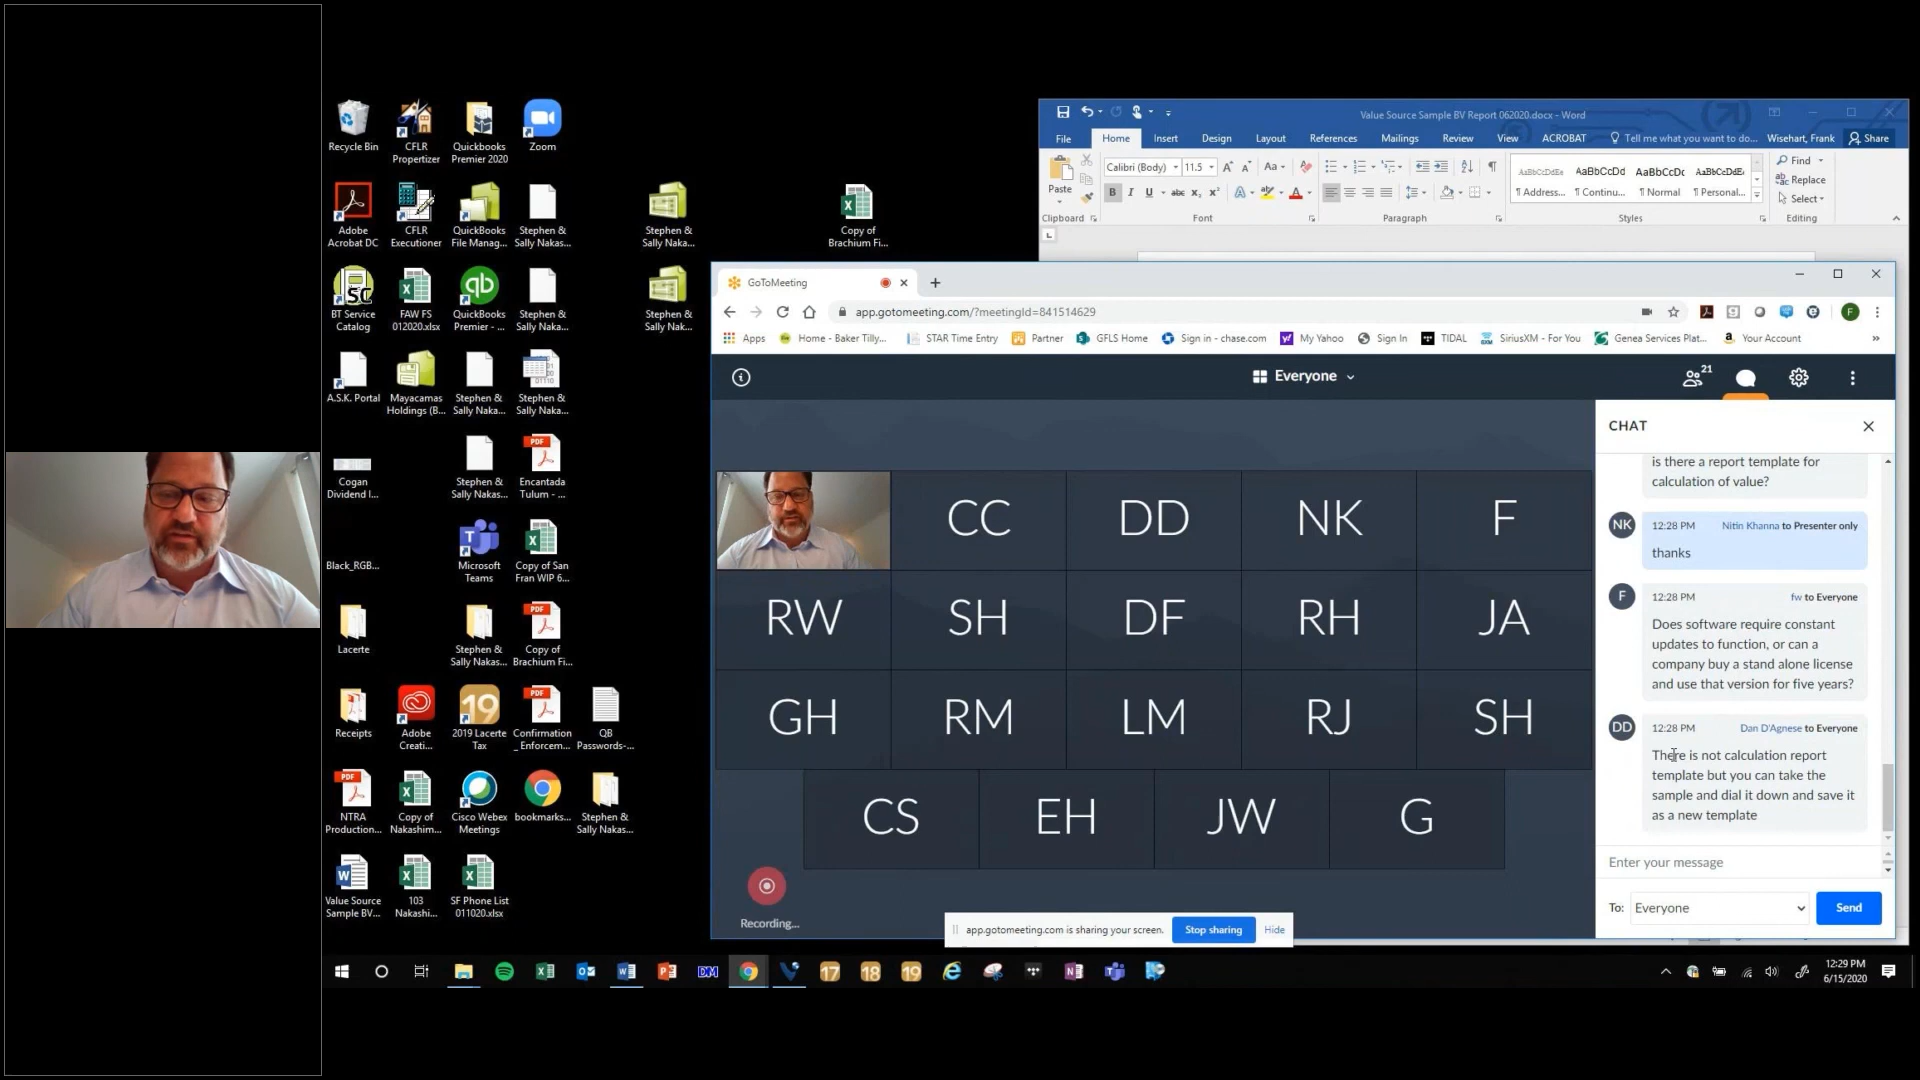 Recycle Bin
CFLR
Propertizer
Quickbooks
Premier 2020
Zoom
Adobe
Acrobat DC
CFLR
Executioner
QuickBooks
File Manag...
Stephen &
Sally Nakas...
Stephen &
Sally Naka...
Copy of
Brachium Fi...
BT Service
Catalog
FAW FS
012020.xlsx
QuickBooks
Premier - ...
Stephen &
Sally Naka...
Stephen &
Sally Nak...
A.S.K. Portal
Mayacamas
Holdings (B...
Stephen &
Sally Naka...
Stephen &
Sally Naka...
Cogan
Dividend I...
Stephen &
Sally Nakas...
Encantada
Tulum - ...
Black_RGB...
Microsoft
Teams
Copy of San
Fran WIP 6...
Lacerte
Stephen &
Sally Nakas...
Copy of
Brachium Fi...
Receipts
Adobe
Creati...
2019 Lacerte
Tax
Confirmation
_Enforcem...
QB
Passwords-...
NTRA
Production...
Copy of
Nakashim...
Cisco Webex
Meetings
bookmarks...
Stephen &
Sally Nakas...
Value Source
Sample BV...
103
Nakashi...
SF Phone List
011020.xlsx
Value Source Sample BV Report 062020.docx - Word
File Home Insert Design Layout References Mailings Review View ACROBAT Tell me what you want to do... Wisehart, Frank Share
Calibri (Body) 11.5
Paste
AaBbCcDdE AaBbCcDd AaBbCcDc AaBbCcDdE
¶ Address... ¶ Continu... ¶ Normal ¶ Personal...
Find
Replace
Select
Clipboard Font Paragraph Styles Editing
GoToMeeting
app.gotomeeting.com/?meetingId=841514629
Apps Home - Baker Tilly... STAR Time Entry Partner GFLS Home Sign in - chase.com My Yahoo Sign In TIDAL SiriusXM - For You Genea Services Plat... Your Account »
Everyone
21
CC DD NK F
RW SH DF RH JA
GH RM LM RJ SH
CS EH JW G
Recording...
CHAT
is there a report template for
calculation of value?
NK
12:28 PM Nitin Khanna to Presenter only
thanks
F
12:28 PM fw to Everyone
Does software require constant
updates to function, or can a
company buy a stand alone license
and use that version for five years?
DD
12:28 PM Dan D'Agnese to Everyone
There is not calculation report
template but you can take the
sample and dial it down and save it
as a new template
Enter your message
To: Everyone Send
app.gotomeeting.com is sharing your screen. Stop sharing Hide
17 18 19
12:29 PM
6/15/2020